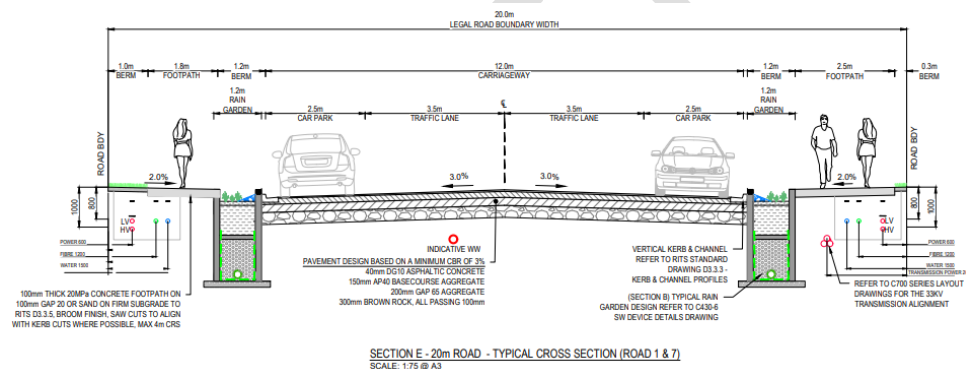 20.0m
LEGAL ROAD BOUNDARY WIDTH
1.0m
BERM
1.8m
FOOTPATH
1.2m
BERM
12.0m
CARRIAGEWAY
1.2m
BERM
2.5m
FOOTPATH
0.3m
BERM
1.2m
RAIN
GARDEN
2.5m
CAR PARK
3.5m
TRAFFIC LANE
3.5m
TRAFFIC LANE
2.5m
CAR PARK
1.2m
RAIN
GARDEN
ROAD BDY
ROAD BDY
2.0%
3.0%
3.0%
2.0%
1000
800
LV
HV
LV
HV
800
1000
POWER 600
FIBRE 1200
WATER 1500
POWER 600
FIBRE 1200
WATER 1500
TRANSMISSION POWER
INDICATIVE WW
PAVEMENT DESIGN BASED ON A MINIMUM CBR OF 3%
40mm DG10 ASPHALTIC CONCRETE
150mm AP40 BASECOURSE AGGREGATE
200mm GAP 65 AGGREGATE
300mm BROWN ROCK, ALL PASSING 100mm
VERTICAL KERB & CHANNEL
REFER TO RITS STANDARD
DRAWING D3.3.3 -
KERB & CHANNEL PROFILES
(SECTION B) TYPICAL RAIN
GARDEN DESIGN REFER TO C430-6
SW DEVICE DETAILS DRAWING
REFER TO C700 SERIES LAYOUT
DRAWINGS FOR THE 33KV
TRANSMISSION ALIGNMENT
100mm THICK 20MPa CONCRETE FOOTPATH ON
100mm GAP 20 OR SAND ON FIRM SUBGRADE TO
RITS D3.3.5, BROOM FINISH, SAW CUTS TO ALIGN
WITH KERB CUTS WHERE POSSIBLE, MAX 4m CRS
SECTION E - 20m ROAD - TYPICAL CROSS SECTION (ROAD 1 & 7)
SCALE: 1:75 @ A3